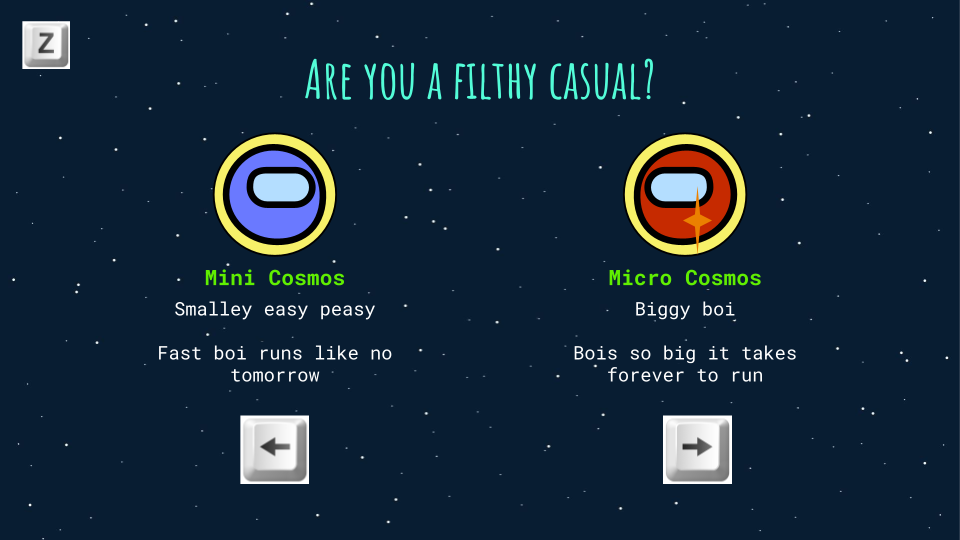 Z
Are you a filthy casual?
Mini Cosmos
Smalley easy peasy
Fast boi runs like no
tomorrow
Micro Cosmos
Biggy boi
Bois so big it takes
forever to run